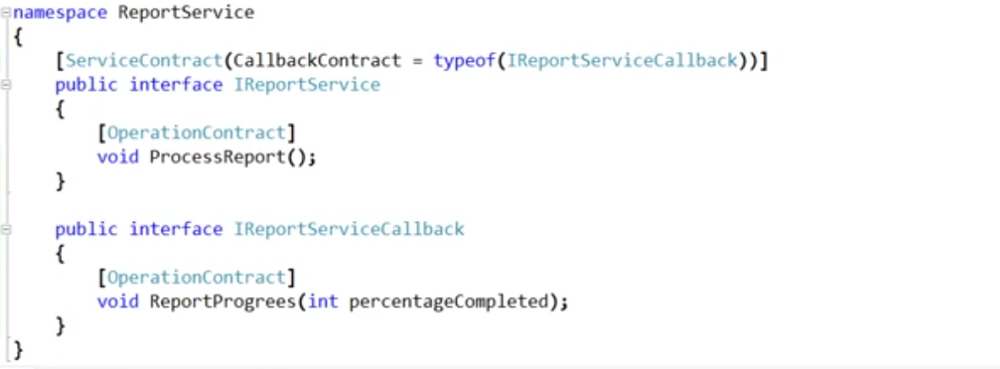 namespace ReportService
{
[ServiceContract(CallbackContract = typeof(IReportServiceCallback))]
public interface IReportService
{
[OperationContract]
void ProcessReport();
}
public interface IReportServiceCallback
{
[OperationContract]
void ReportProgrees(int percentageCompleted);
}
}